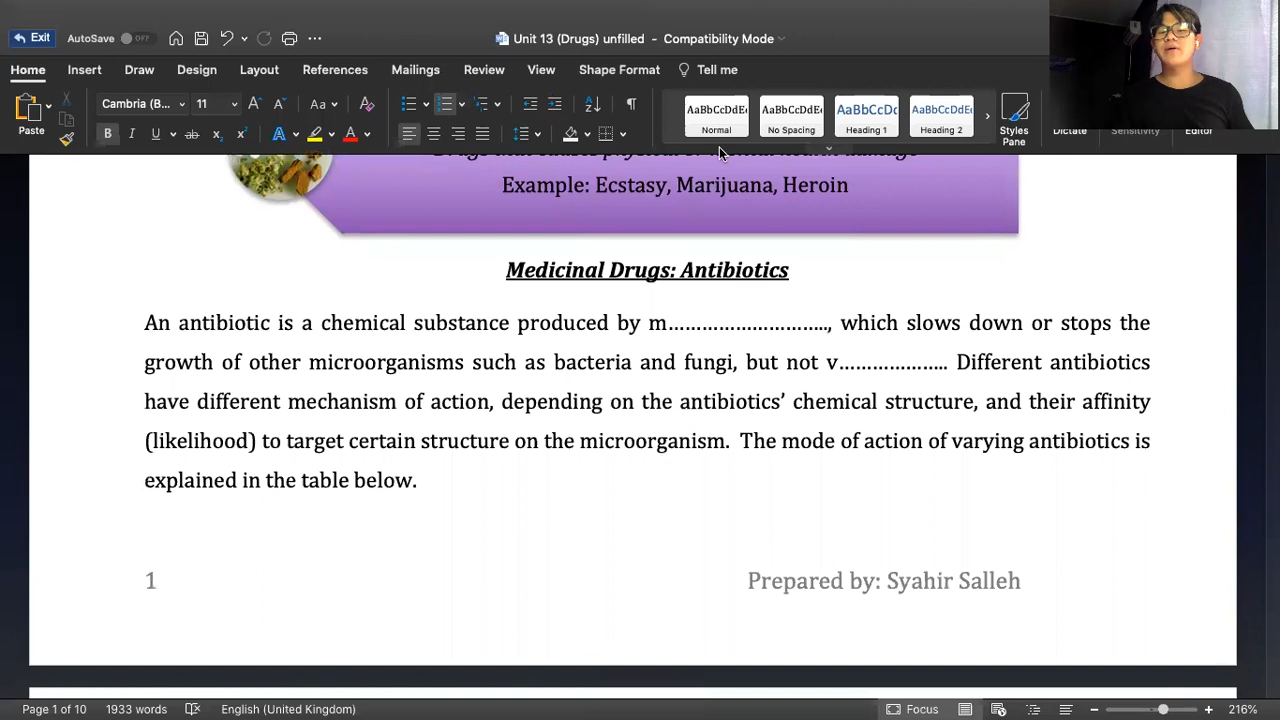 Exit AutoSave OFF Unit 13 (Drugs) unfilled - Compatibility Mode
Home Insert Draw Design Layout References Mailings Review View Shape Format Tell me
Paste Cambria (B... 11 Aa
B I U ab x x A A
AaBbCcDdEe AaBbCcDdEe AaBbCcDc AaBbCcDdEe
Normal No Spacing Heading 1 Heading 2
Styles Pane Dictate Sensitivity Editor
Example: Ecstasy, Marijuana, Heroin
Medicinal Drugs: Antibiotics
An antibiotic is a chemical substance produced by m……………………….., which slows down or stops the
growth of other microorganisms such as bacteria and fungi, but not v……………….. Different antibiotics
have different mechanism of action, depending on the antibiotics’ chemical structure, and their affinity
(likelihood) to target certain structure on the microorganism. The mode of action of varying antibiotics is
explained in the table below.
1 Prepared by: Syahir Salleh
Page 1 of 10 1933 words English (United Kingdom) Focus 216%